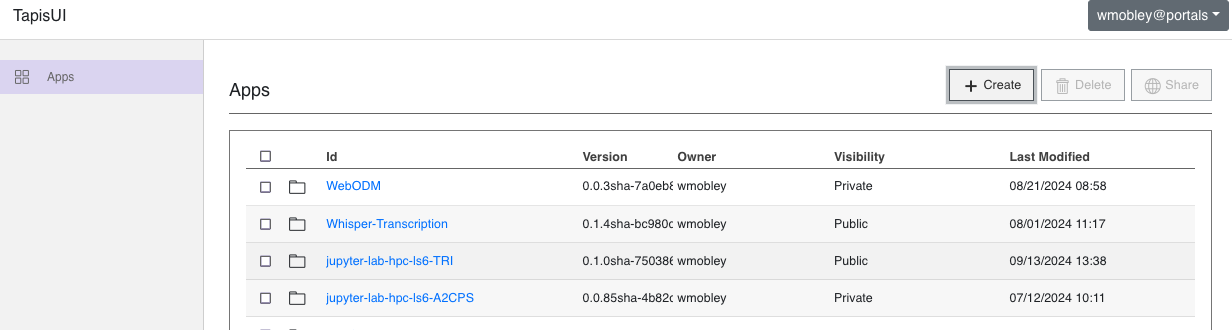 TapisUI
wmobley@portals
Apps
Apps
Create
Delete
Share
Id Version Owner Visibility Last Modified
WebODM 0.0.3sha-7a0eb8 wmobley Private 08/21/2024 08:58
Whisper-Transcription 0.1.4sha-bc980c wmobley Public 08/01/2024 11:17
jupyter-lab-hpc-ls6-TRI 0.1.0sha-750386 wmobley Public 09/13/2024 13:38
jupyter-lab-hpc-ls6-A2CPS 0.0.85sha-4b82c wmobley Private 07/12/2024 10:11